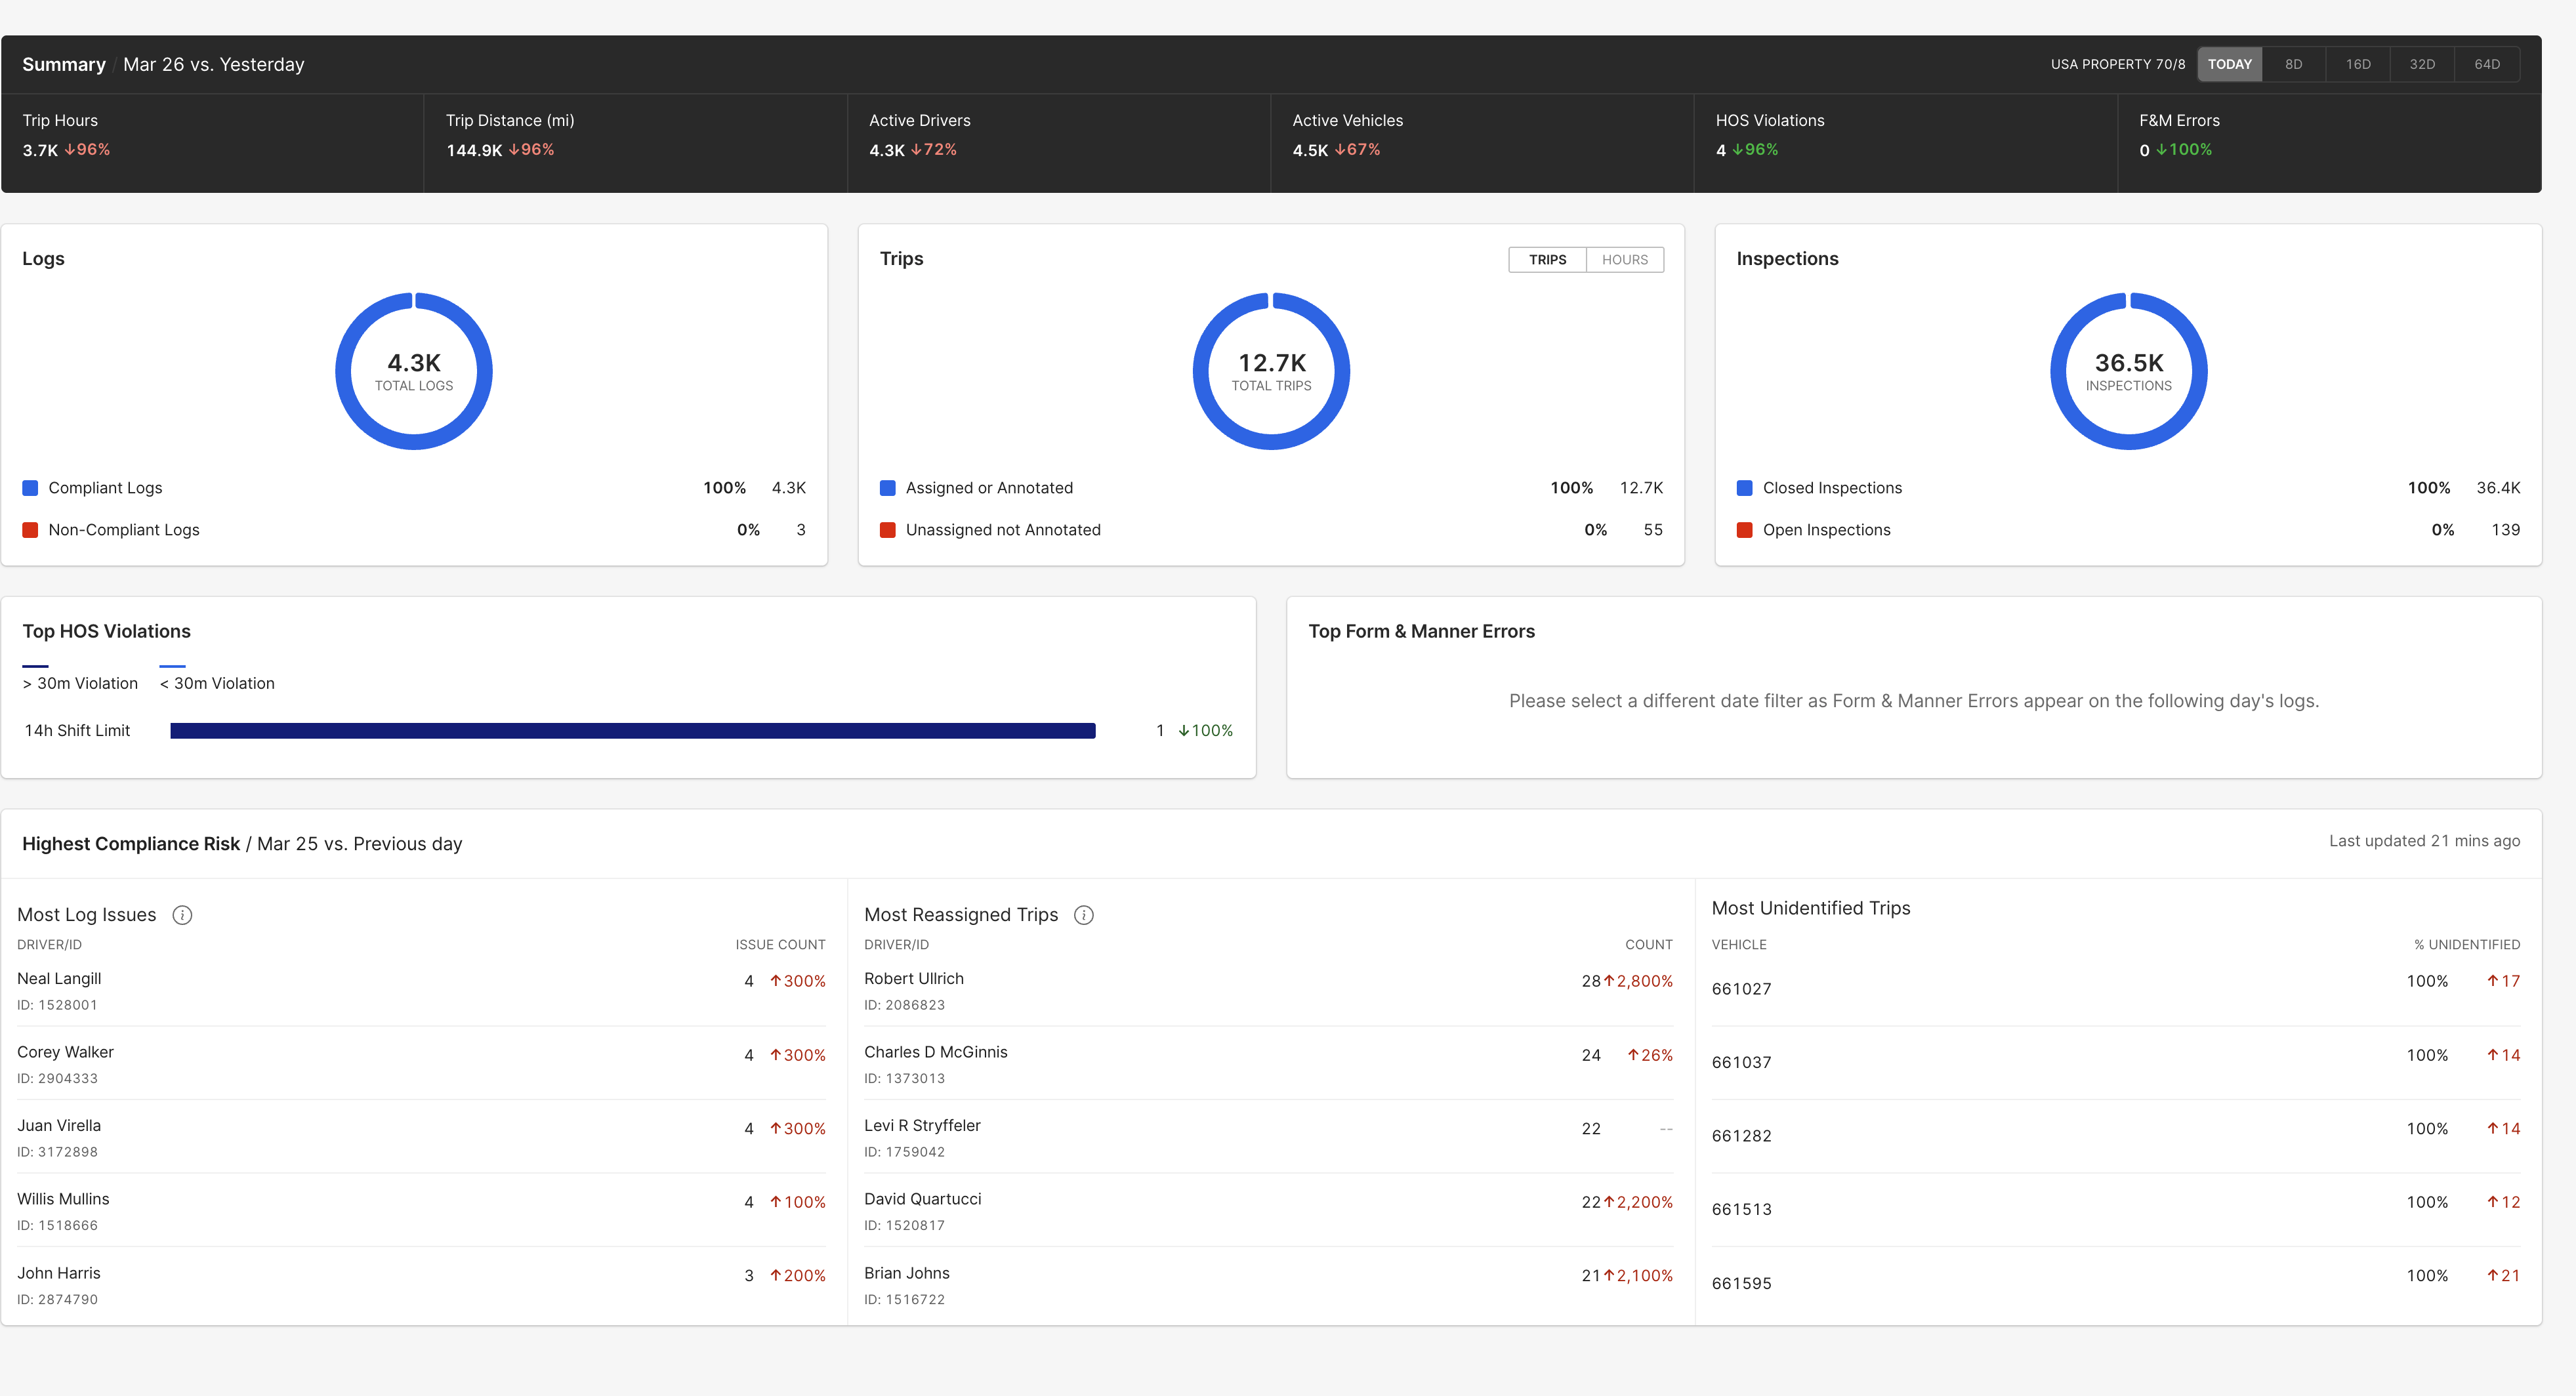 Summary / Mar 26 vs. Yesterday
USA PROPERTY 70/8 TODAY 8D 16D 32D 64D
Trip Hours
3.7K ↓96%
Trip Distance (mi)
144.9K ↓96%
Active Drivers
4.3K ↓72%
Active Vehicles
4.5K ↓67%
HOS Violations
4 ↓96%
F&M Errors
0 ↓100%
Logs
4.3K
TOTAL LOGS
Compliant Logs 100% 4.3K
Non-Compliant Logs 0% 3
Trips
TRIPS HOURS
12.7K
TOTAL TRIPS
Assigned or Annotated 100% 12.7K
Unassigned not Annotated 0% 55
Inspections
36.5K
INSPECTIONS
Closed Inspections 100% 36.4K
Open Inspections 0% 139
Top HOS Violations
> 30m Violation < 30m Violation
14h Shift Limit 1 ↓100%
Top Form & Manner Errors
Please select a different date filter as Form & Manner Errors appear on the following day's logs.
Highest Compliance Risk / Mar 25 vs. Previous day
Last updated 21 mins ago
Most Log Issues i
DRIVER/ID ISSUE COUNT
Neal Langill 4 ↑300%
ID: 1528001
Corey Walker 4 ↑300%
ID: 2904333
Juan Virella 4 ↑300%
ID: 3172898
Willis Mullins 4 ↑100%
ID: 1518666
John Harris 3 ↑200%
ID: 2874790
Most Reassigned Trips i
DRIVER/ID COUNT
Robert Ullrich 28 ↑2,800%
ID: 2086823
Charles D McGinnis 24 ↑26%
ID: 1373013
Levi R Stryffeler 22 --
ID: 1759042
David Quartucci 22 ↑2,200%
ID: 1520817
Brian Johns 21 ↑2,100%
ID: 1516722
Most Unidentified Trips
VEHICLE % UNIDENTIFIED
661027 100% ↑17
661037 100% ↑14
661282 100% ↑14
661513 100% ↑12
661595 100% ↑21